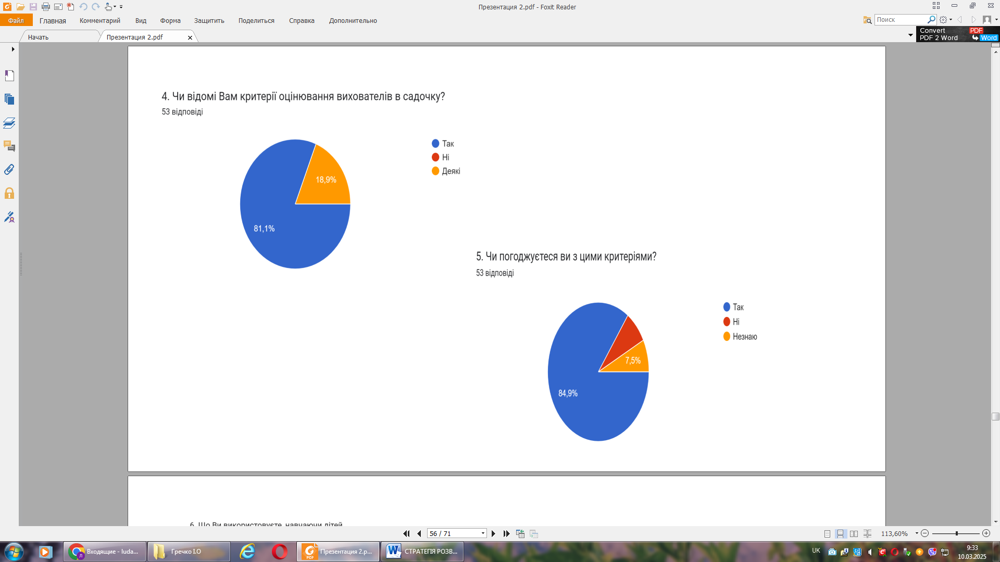 Презентация 2.pdf - Foxit Reader
Файл Главная Комментарий Вид Форма Защитить Поделиться Справка Дополнительно
Поиск
Начать Презентация 2.pdf
Convert PDF
PDF 2 Word Word
4. Чи відомі Вам критерії оцінювання вихователів в садочку?
53 відповіді
Так
Ні
Деякі
18,9%
81,1%
5. Чи погоджуєтеся ви з цими критеріями?
53 відповіді
Так
Ні
Незнаю
7,5%
84,9%
6. Що Ви використовуєте, навчаючи дітей
56 / 71
113,60%
Входящие - luda...
Гречко І.О
PDF
Презентация 2.p...
СТРАТЕГІЯ РОЗВ...
UK
9:33
10.03.2025